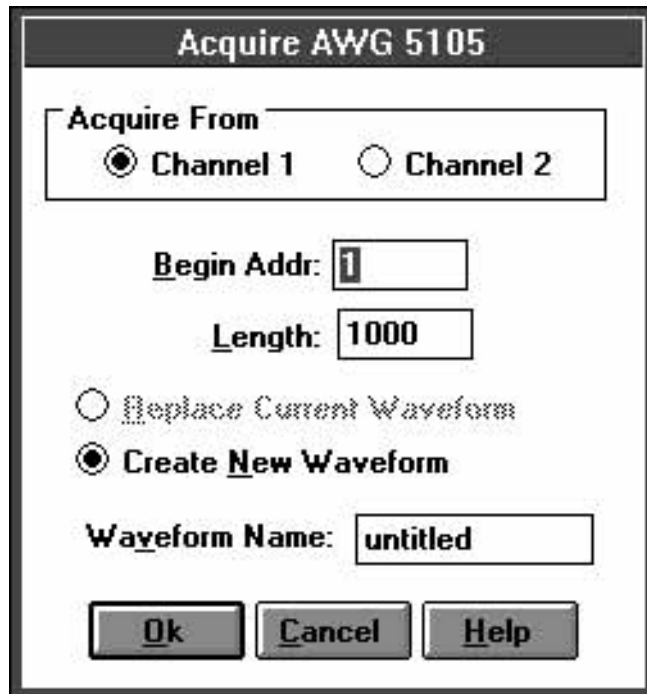 Acquire AWG 5105
Acquire From
Channel 1 Channel 2
Begin Addr: 1
Length: 1000
Replace Current Waveform
Create New Waveform
Waveform Name: untitled
Ok Cancel Help